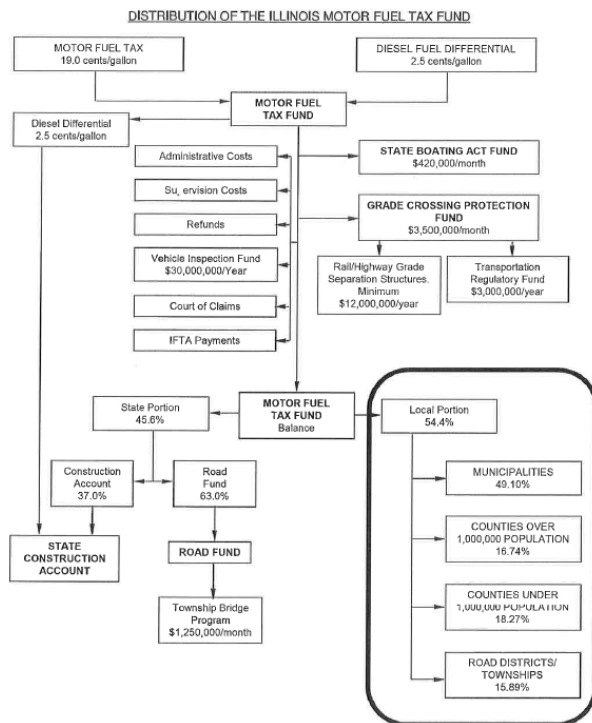 DISTRIBUTION OF THE ILLINOIS MOTOR FUEL TAX FUND
MOTOR FUEL TAX
19.0 cents/gallon
DIESEL FUEL DIFFERENTIAL
2.5 cents/gallon
MOTOR FUEL
TAX FUND
Diesel Differential
2.5 cents/gallon
Administrative Costs
STATE BOATING ACT FUND
$420,000/month
Su, ervision Costs
Refunds
GRADE CROSSING PROTECTION
FUND
$3,500,000/month
Vehicle Inspection Fund
$30,000,000/Year
Rail/Highway Grade
Separation Structures.
Minimum
$12,000,000/year
Transportation
Regulatory Fund
$3,000,000/year
Court of Claims
IFTA Payments
State Portion
45.6%
MOTOR FUEL
TAX FUND
Balance
Local Portion
54.4%
Construction
Account
37.0%
Road
Fund
63.0%
MUNICIPALITIES
49.10%
STATE
CONSTRUCTION
ACCOUNT
ROAD FUND
COUNTIES OVER
1,000,000 POPULATION
16.74%
Township Bridge
Program
$1,250,000/month
COUNTIES UNDER
1,000,000 POPULATION
18.27%
ROAD DISTRICTS/
TOWNSHIPS
15.89%